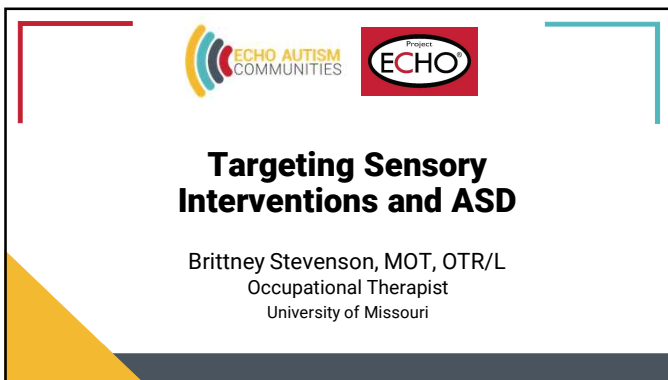 ECHO AUTISM
COMMUNITIES
Project
ECHO®
Targeting Sensory
Interventions and ASD
Brittney Stevenson, MOT, OTR/L
Occupational Therapist
University of Missouri